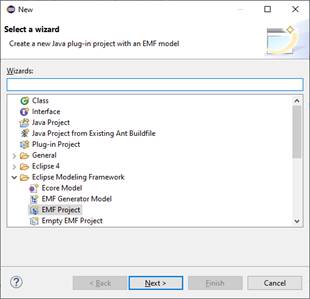 New
Select a wizard
Create a new Java plug-in project with an EMF model
Wizards:
Class
Interface
Java Project
Java Project from Existing Ant Buildfile
Plug-in Project
General
Eclipse 4
Eclipse Modeling Framework
Ecore Model
EMF Generator Model
EMF Project
Empty EMF Project
? < Back Next > Finish Cancel